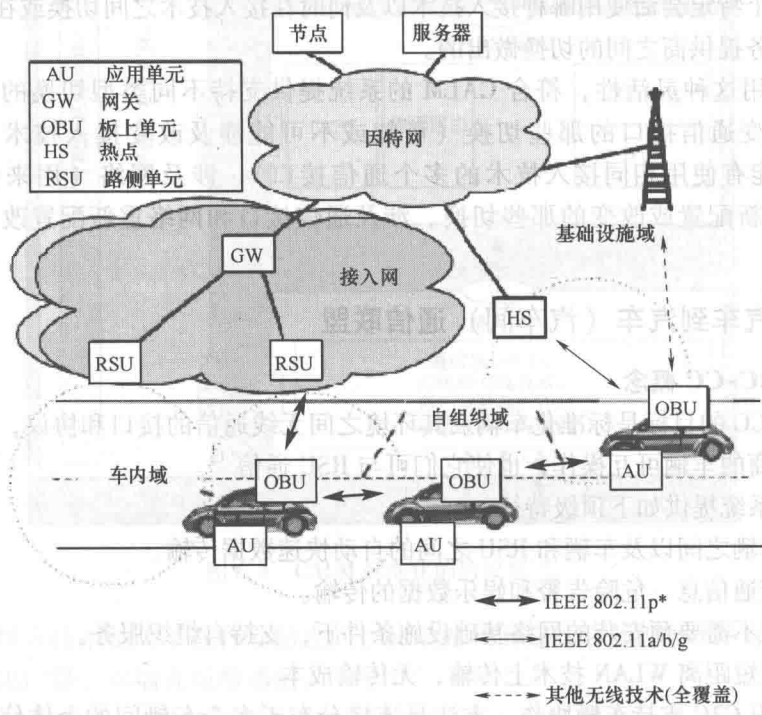 节点
服务器
AU 应用单元
GW 网关
OBU 板上单元
HS 热点
RSU 路侧单元
因特网
基础设施域
GW
接入网
HS
RSU
RSU
OBU
自组织域
车内域
OBU
OBU
AU
AU
AU
IEEE 802.11p*
IEEE 802.11a/b/g
其他无线技术(全覆盖)